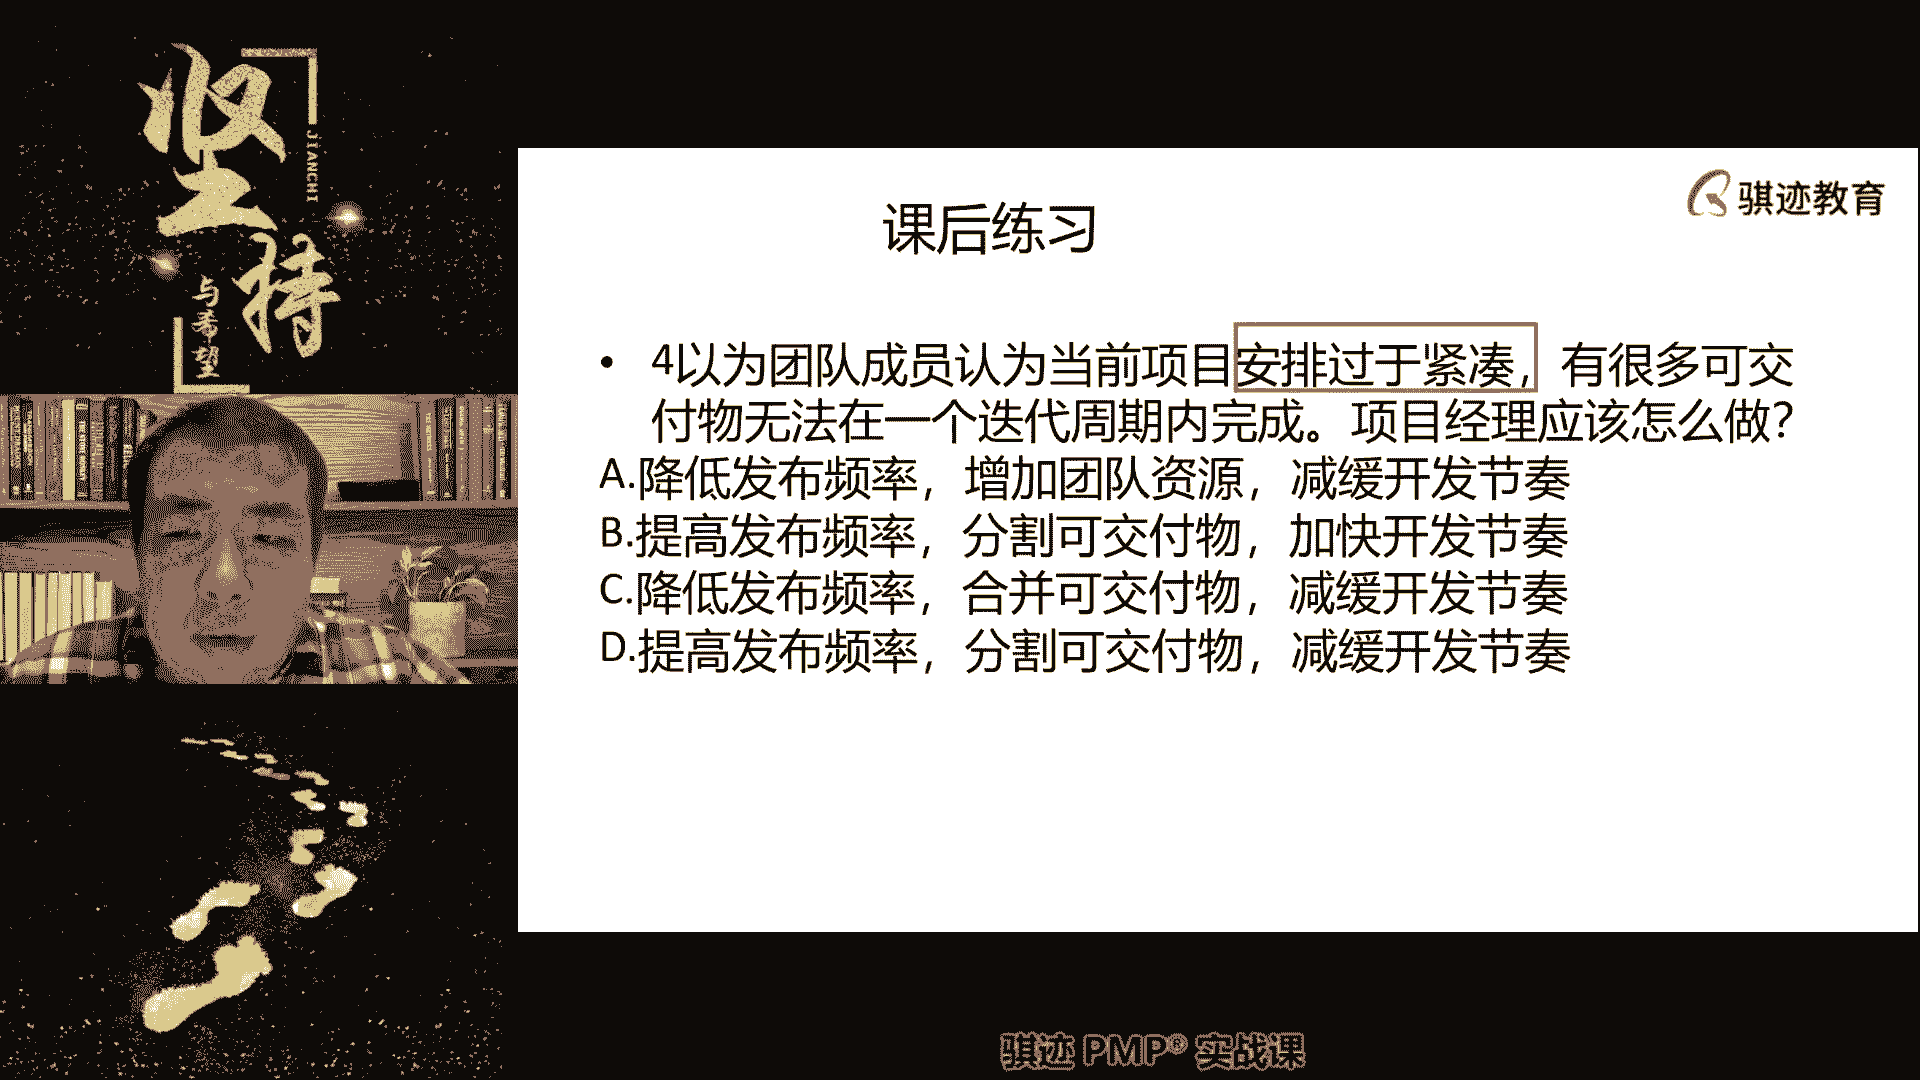 坚持
JIANCHI
与希望
骐迹教育
课后练习
• 4以为团队成员认为当前项目安排过于紧凑，有很多可交
付物无法在一个迭代周期内完成。项目经理应该怎么做？
A.降低发布频率，增加团队资源，减缓开发节奏
B.提高发布频率，分割可交付物，加快开发节奏
C.降低发布频率，合并可交付物，减缓开发节奏
D.提高发布频率，分割可交付物，减缓开发节奏
骐迹 PMP® 实战课